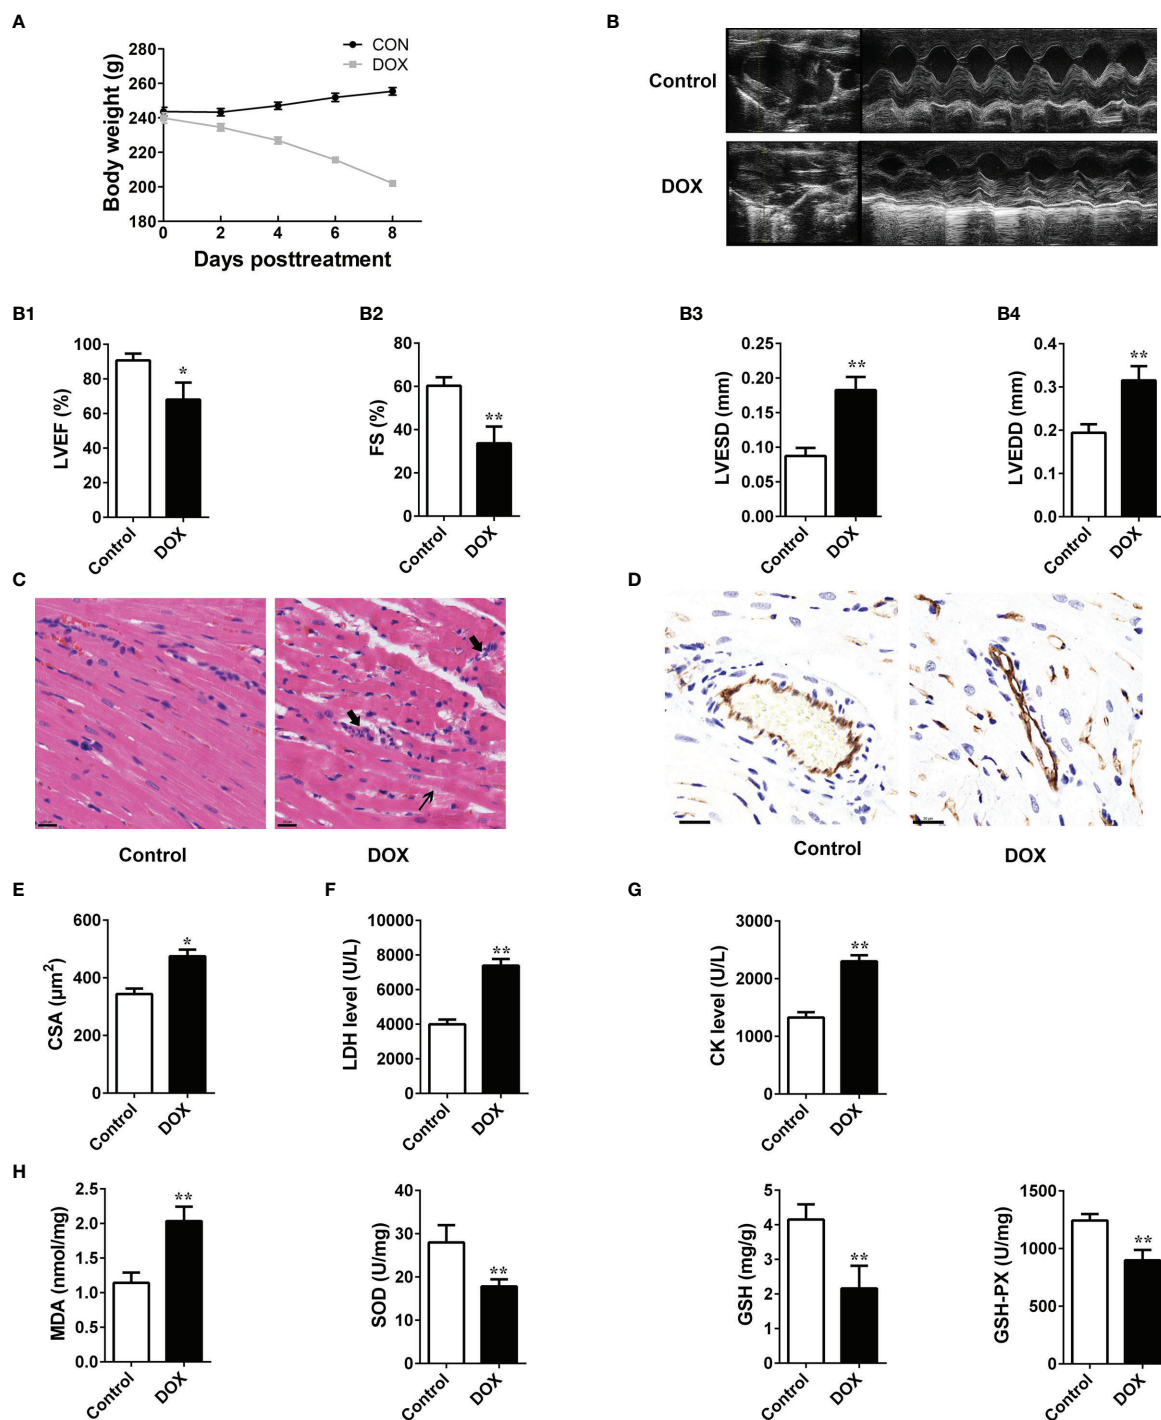 A
CON
DOX
Body weight (g)
280
260
240
220
200
180
0 2 4 6 8
Days posttreatment
B
Control
DOX
B1
LVEF (%)
100
80
60
40
20
0
*
Control DOX
B2
FS (%)
80
60
40
20
0
**
Control DOX
B3
LVESD (mm)
0.25
0.20
0.15
0.10
0.05
0.00
**
Control DOX
B4
LVEDD (mm)
0.4
0.3
0.2
0.1
0.0
**
Control DOX
C
Control DOX
D
Control DOX
E
CSA (μm²)
600
400
200
0
*
Control DOX
F
LDH level (U/L)
10000
8000
6000
4000
2000
0
**
Control DOX
G
CK level (U/L)
3000
2000
1000
0
**
Control DOX
H
MDA (nmol/mg)
2.5
2.0
1.5
1.0
0.5
0.0
**
Control DOX
SOD (U/mg)
40
30
20
10
0
**
Control DOX
GSH (mg/g)
5
4
3
2
1
0
**
Control DOX
GSH-PX (U/mg)
1500
1000
500
0
**
Control DOX